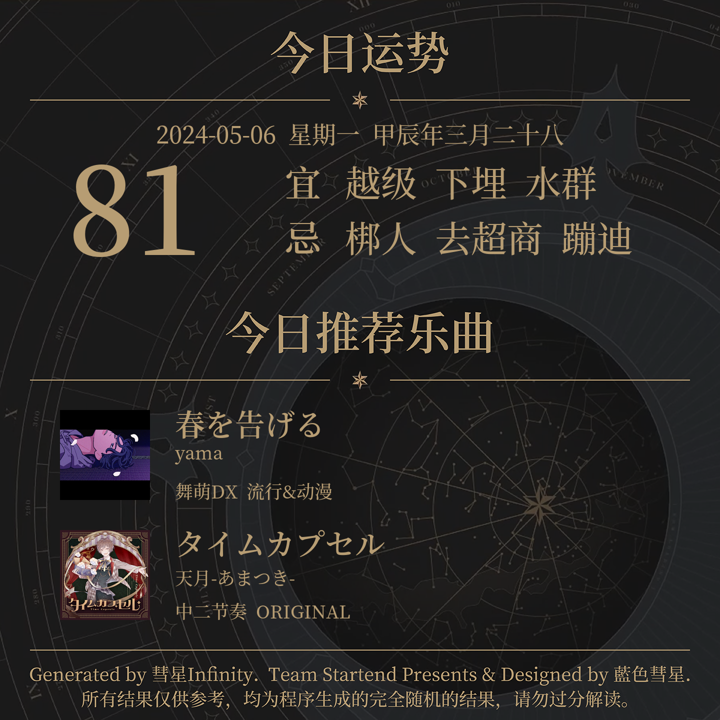 今日运势
2024-05-06 星期一 甲辰年三月二十八
81
宜 越级 下埋 水群
忌 梆人 去超商 蹦迪
今日推荐乐曲
春を告げる
yama
舞萌DX 流行&动漫
タイムカプセル
天月-あまつき-
中二节奏 ORIGINAL
Generated by 彗星Infinity. Team Startend Presents & Designed by 藍色彗星.
所有结果仅供参考，均为程序生成的完全随机的结果，请勿过分解读。
SEPTEMBER